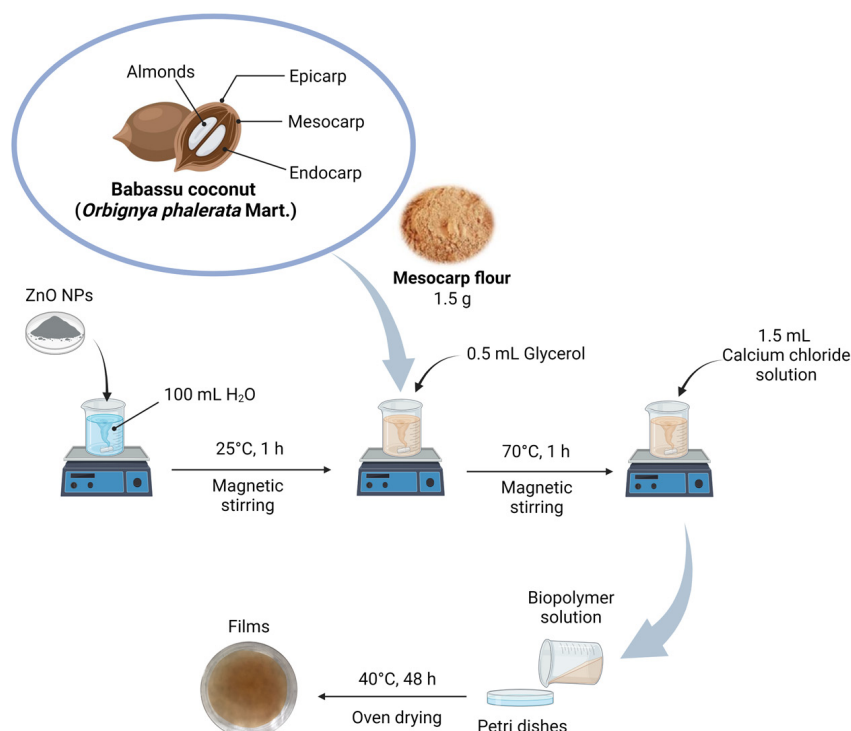 Almonds
Epicarp
Mesocarp
Endocarp
Babassu coconut
(Orbignya phalerata Mart.)
Mesocarp flour
1.5 g
ZnO NPs
100 mL H₂O
25°C, 1 h
Magnetic
stirring
0.5 mL Glycerol
70°C, 1 h
Magnetic
stirring
1.5 mL
Calcium chloride
solution
Biopolymer
solution
Petri dishes
40°C, 48 h
Oven drying
Films